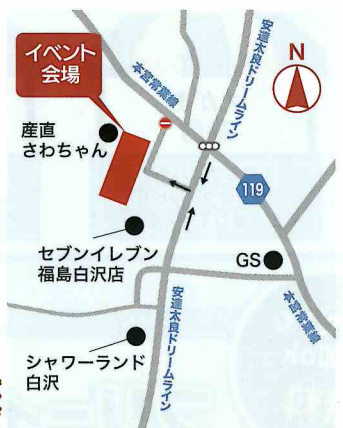 イベント
会場
本宮常葉線
安達太良ドリームライン
N
産直
さわちゃん
119
セブンイレブン
福島白沢店
GS
安達太良ドリームライン
本宮常葉線
シャワーランド
白沢